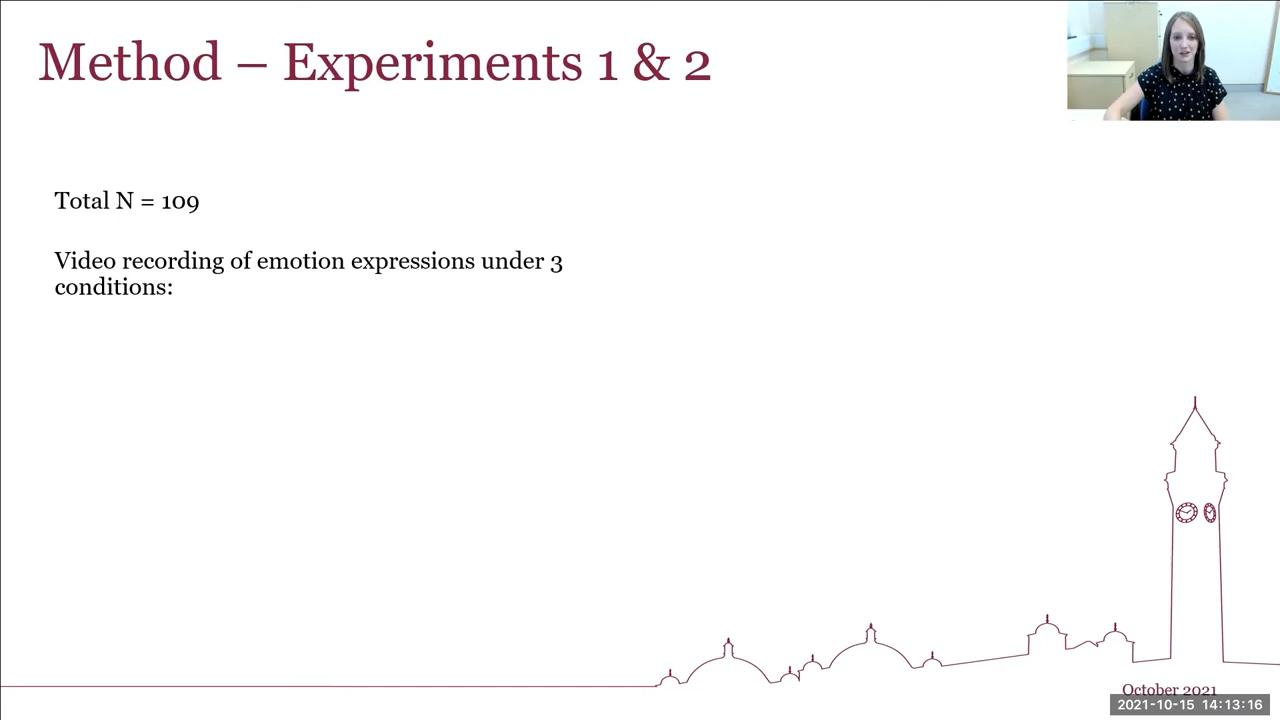 Method – Experiments 1 & 2
Total N = 109
Video recording of emotion expressions under 3
conditions:
October 2021
2021-10-15 14:13:16